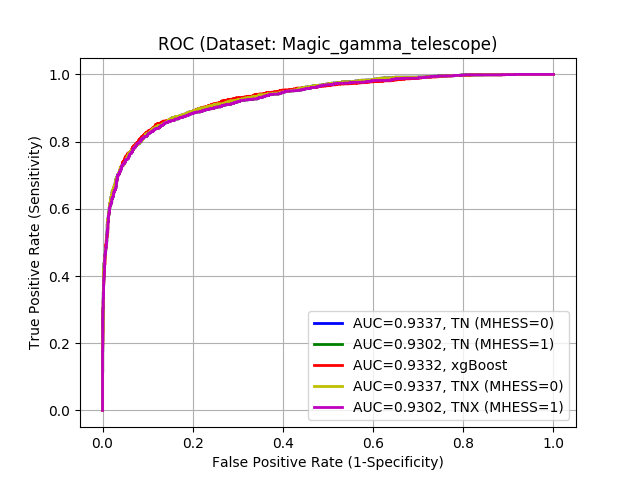 ROC (Dataset: Magic_gamma_telescope)
1.0
0.8
0.6
0.4
0.2
0.0
True Positive Rate (Sensitivity)
AUC=0.9337, TN (MHESS=0)
AUC=0.9302, TN (MHESS=1)
AUC=0.9332, xgBoost
AUC=0.9337, TNX (MHESS=0)
AUC=0.9302, TNX (MHESS=1)
0.0 0.2 0.4 0.6 0.8 1.0
False Positive Rate (1-Specificity)